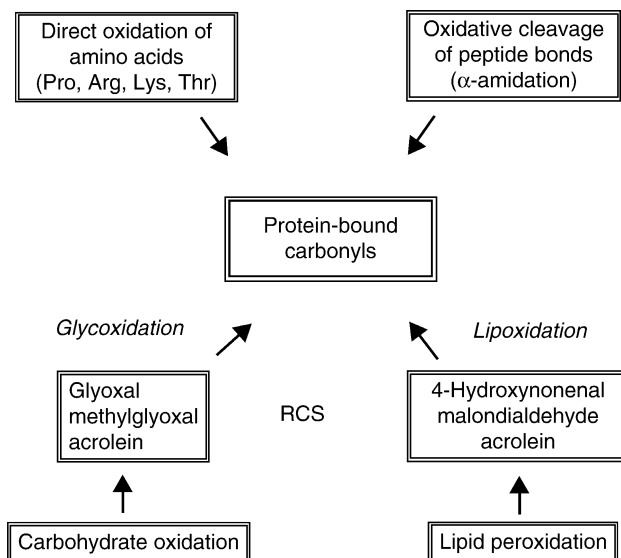 Direct oxidation of
amino acids
(Pro, Arg, Lys, Thr)
Oxidative cleavage
of peptide bonds
(α-amidation)
Protein-bound
carbonyls
Glycoxidation
Lipoxidation
Glyoxal
methylglyoxal
acrolein
RCS
4-Hydroxynonenal
malondialdehyde
acrolein
Carbohydrate oxidation
Lipid peroxidation